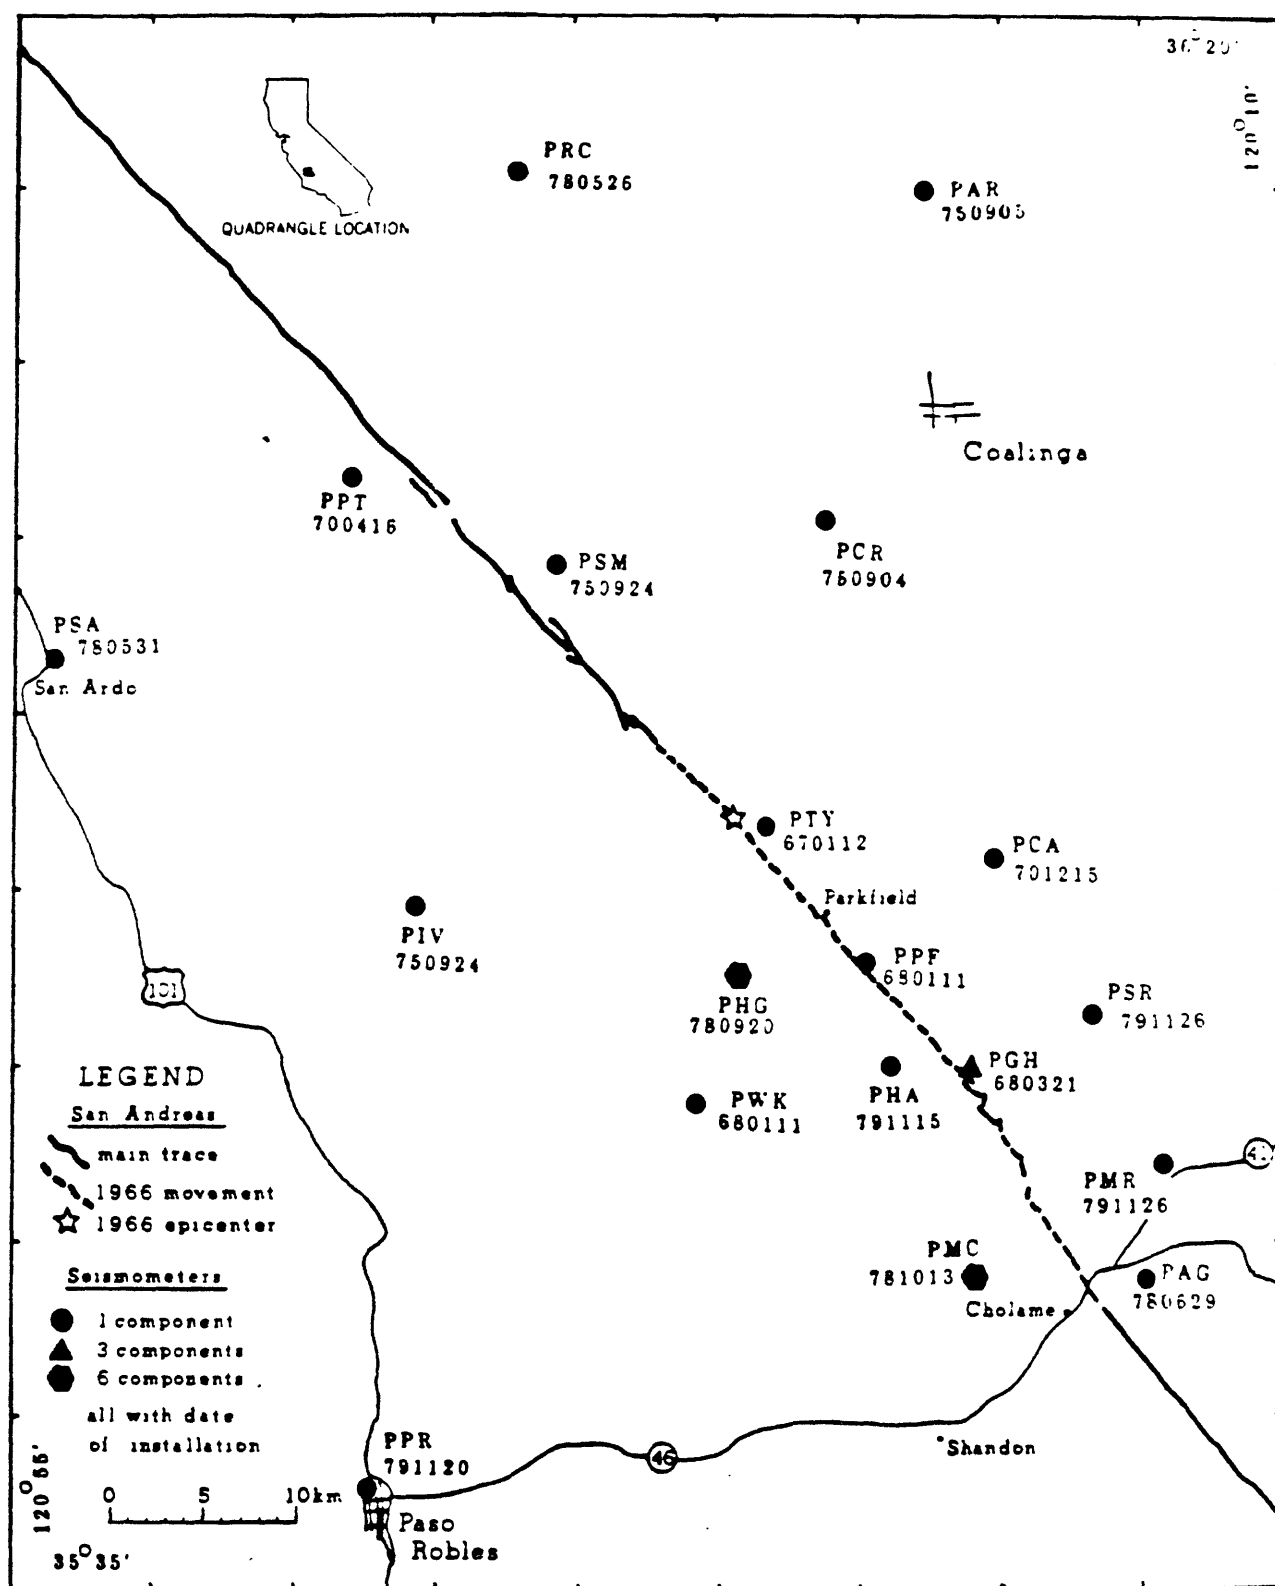 36°20'
120°10'
PRC
780526
PAR
750905
QUADRANGLE LOCATION
Coalinga
PPT
700416
PCR
750904
PSM
750924
PSA
780531
San Ardo
PTY
670112
PCA
701215
Parkfield
PIV
750924
PPF
680111
101
PHG
780920
PSR
791126
PGH
680321
PWK
680111
PHA
791115
41
PMR
791126
PMC
781013
PAG
780629
Cholame
LEGEND
San Andreas
main trace
1966 movement
1966 epicenter
Seismometers
1 component
3 components
6 components
all with date
of installation
PPR
791120
46
Shandon
0 5 10km
Paso
Robles
120°55'
35°35'